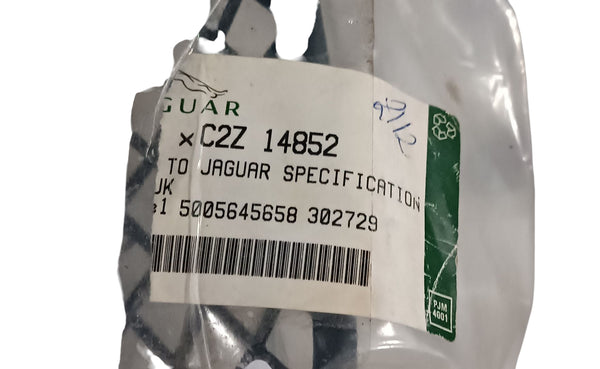 GUAR
×C2Z 14852
TO JAGUAR SPECIFICATION
UK
:1 5005645658 302729
PJM
4001